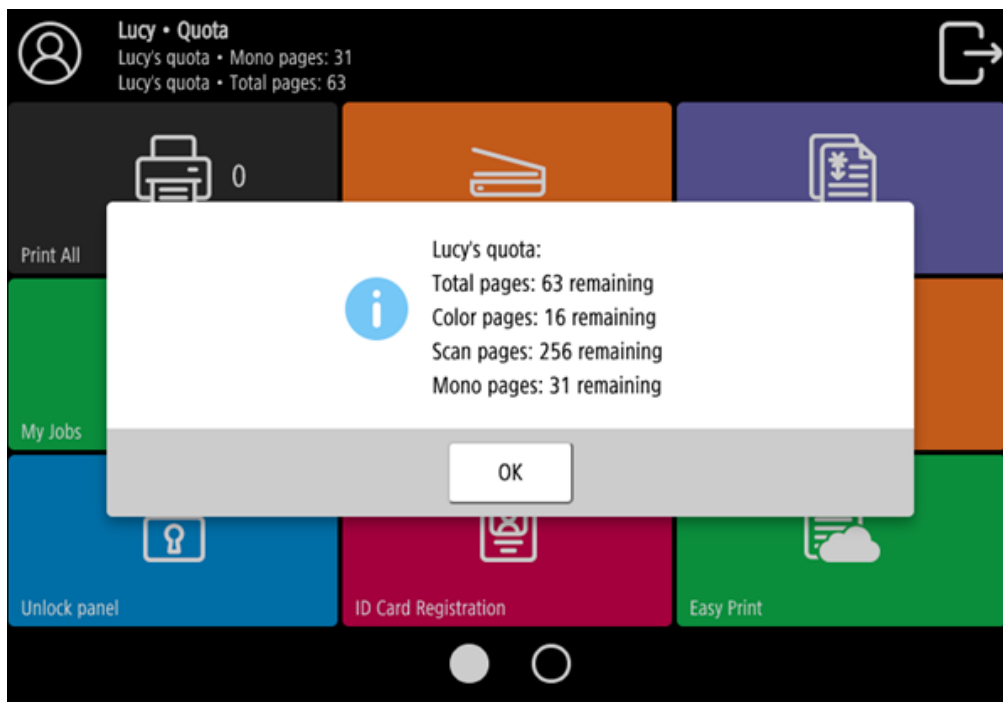 Lucy • Quota
Lucy's quota • Mono pages: 31
Lucy's quota • Total pages: 63
0
Print All
Lucy's quota:
Total pages: 63 remaining
Color pages: 16 remaining
Scan pages: 256 remaining
Mono pages: 31 remaining
My Jobs
OK
Unlock panel
ID Card Registration
Easy Print